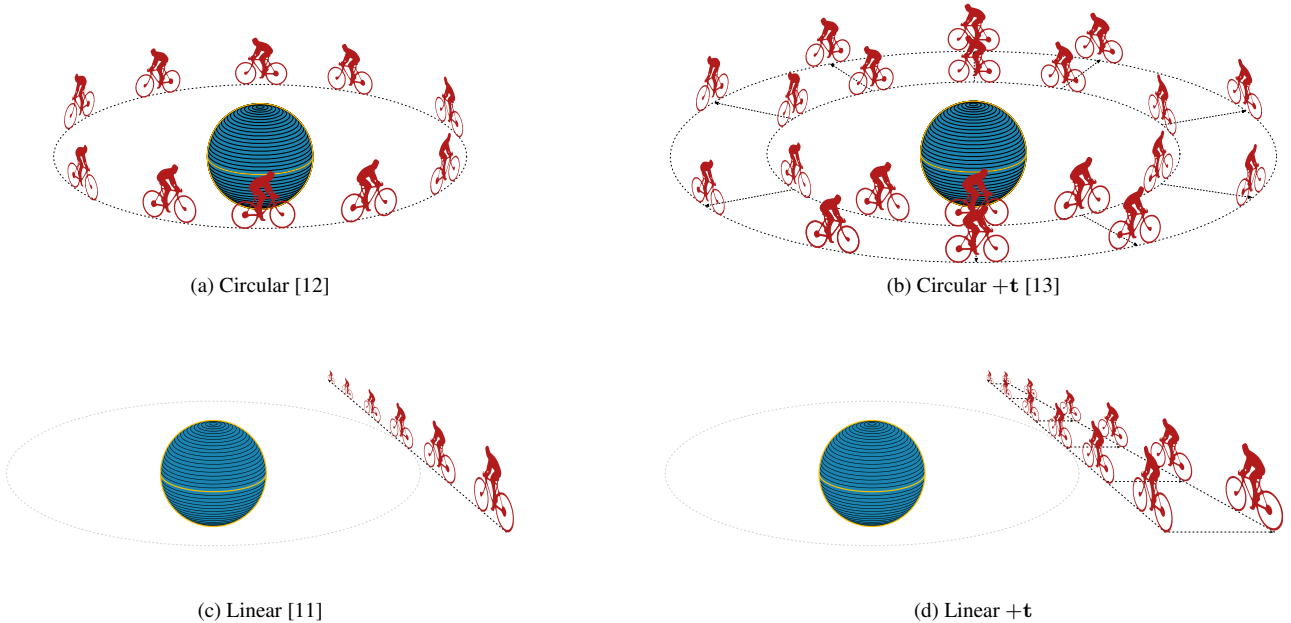 (a) Circular [12]
(b) Circular +t [13]
(c) Linear [11]
(d) Linear +t